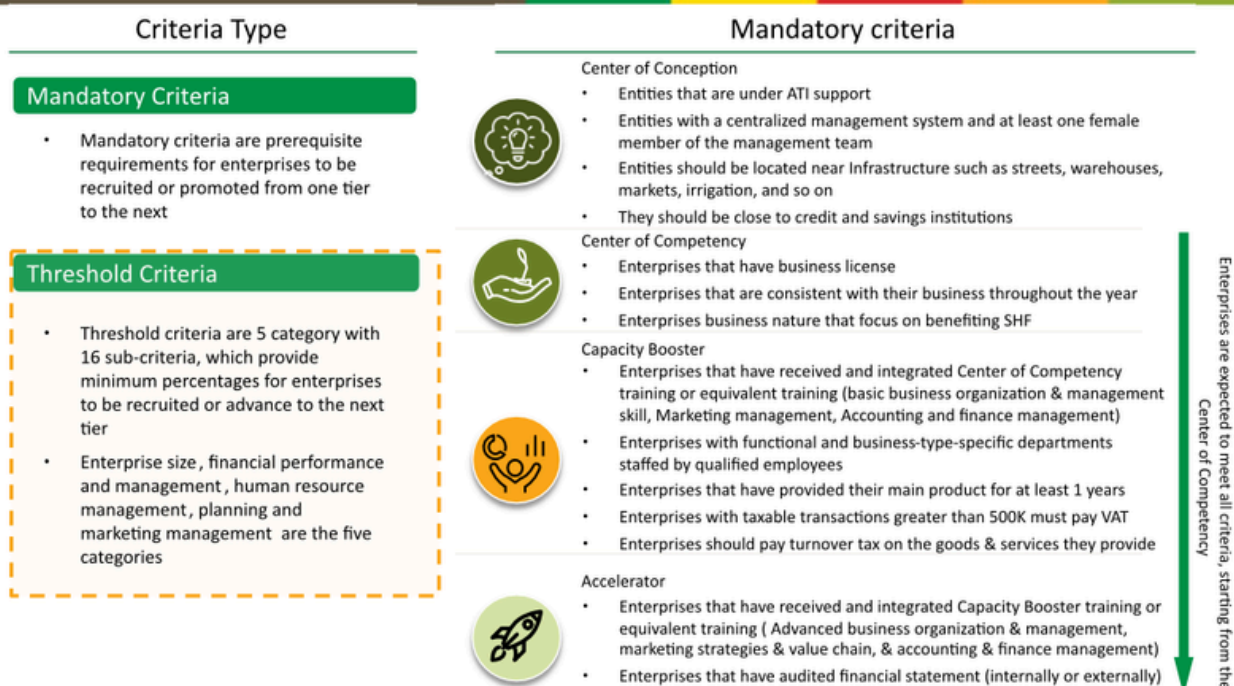 Criteria Type
Mandatory Criteria
• Mandatory criteria are prerequisite
requirements for enterprises to be
recruited or promoted from one tier
to the next
Threshold Criteria
• Threshold criteria are 5 category with
16 sub-criteria, which provide
minimum percentages for enterprises
to be recruited or advance to the next
tier
• Enterprise size, financial performance
and management, human resource
management, planning and
marketing management are the five
categories
Mandatory criteria
Center of Conception
• Entities that are under ATI support
• Entities with a centralized management system and at least one female
member of the management team
• Entities should be located near Infrastructure such as streets, warehouses,
markets, irrigation, and so on
• They should be close to credit and savings institutions
Center of Competency
• Enterprises that have business license
• Enterprises that are consistent with their business throughout the year
• Enterprises business nature that focus on benefiting SHF
Capacity Booster
• Enterprises that have received and integrated Center of Competency
training or equivalent training (basic business organization & management
skill, Marketing management, Accounting and finance management)
• Enterprises with functional and business-type-specific departments
staffed by qualified employees
• Enterprises that have provided their main product for at least 1 years
• Enterprises with taxable transactions greater than 500K must pay VAT
• Enterprises should pay turnover tax on the goods & services they provide
Accelerator
• Enterprises that have received and integrated Capacity Booster training or
equivalent training ( Advanced business organization & management,
marketing strategies & value chain, & accounting & finance management)
• Enterprises that have audited financial statement (internally or externally)
Enterprises are expected to meet all criteria, starting from the
Center of Competency